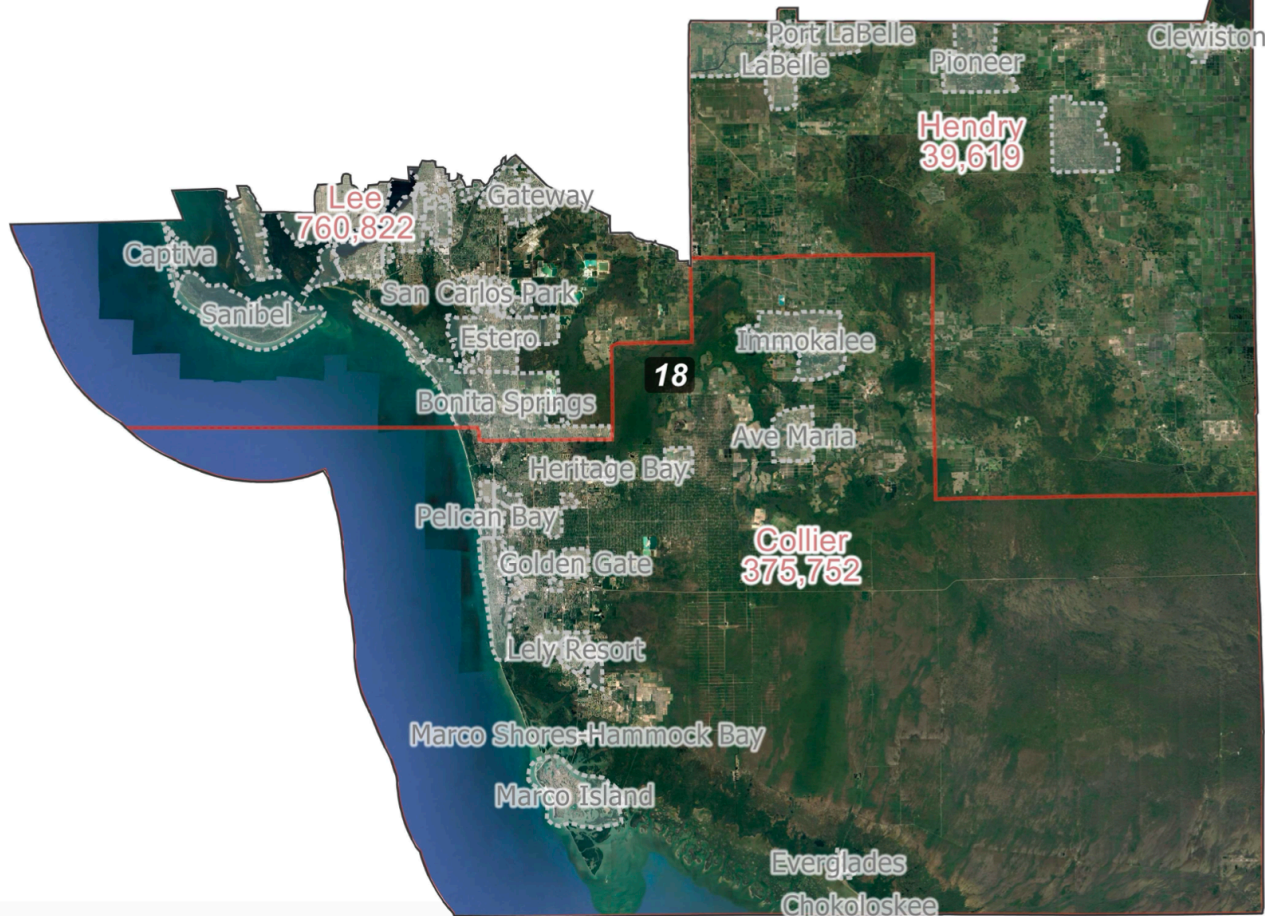 Port LaBelle
Clewiston
LaBelle
Pioneer
Hendry
39,619
Lee
760,822
Gateway
Captiva
San Carlos Park
Sanibel
Estero
Immokalee
18
Bonita Springs
Ave Maria
Heritage Bay
Pelican Bay
Collier
375,752
Golden Gate
Lely Resort
Marco Shores-Hammock Bay
Marco Island
Everglades
Chokoloskee